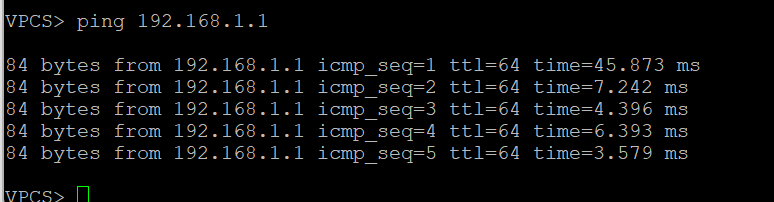 VPCS> ping 192.168.1.1
84 bytes from 192.168.1.1 icmp_seq=1 ttl=64 time=45.873 ms
84 bytes from 192.168.1.1 icmp_seq=2 ttl=64 time=7.242 ms
84 bytes from 192.168.1.1 icmp_seq=3 ttl=64 time=4.396 ms
84 bytes from 192.168.1.1 icmp_seq=4 ttl=64 time=6.393 ms
84 bytes from 192.168.1.1 icmp_seq=5 ttl=64 time=3.579 ms
VPCS>